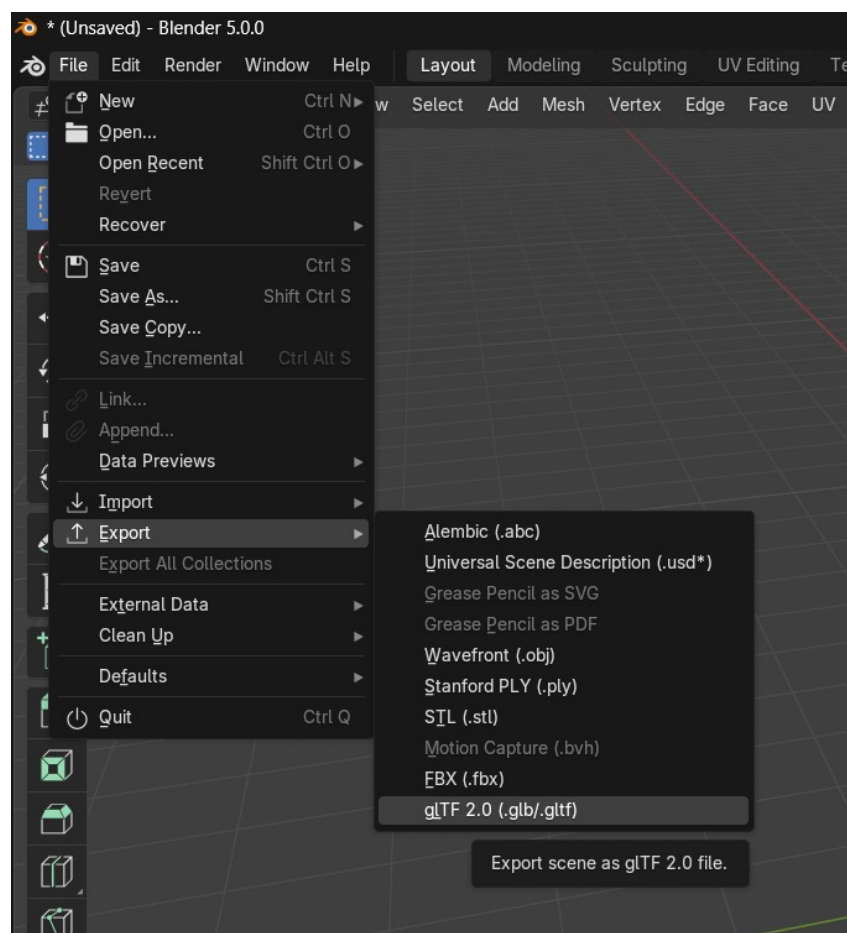 * (Unsaved) - Blender 5.0.0
File Edit Render Window Help Layout Modeling Sculpting UV Editing
Select Add Mesh Vertex Edge Face UV
New Ctrl N
Open... Ctrl O
Open Recent Shift Ctrl O
Revert
Recover
Save Ctrl S
Save As... Shift Ctrl S
Save Copy...
Save Incremental Ctrl Alt S
Link...
Append...
Data Previews
Import
Export
Export All Collections
External Data
Clean Up
Defaults
Quit Ctrl Q
Alembic (.abc)
Universal Scene Description (.usd*)
Grease Pencil as SVG
Grease Pencil as PDF
Wavefront (.obj)
Stanford PLY (.ply)
STL (.stl)
Motion Capture (.bvh)
FBX (.fbx)
glTF 2.0 (.glb/.gltf)
Export scene as glTF 2.0 file.